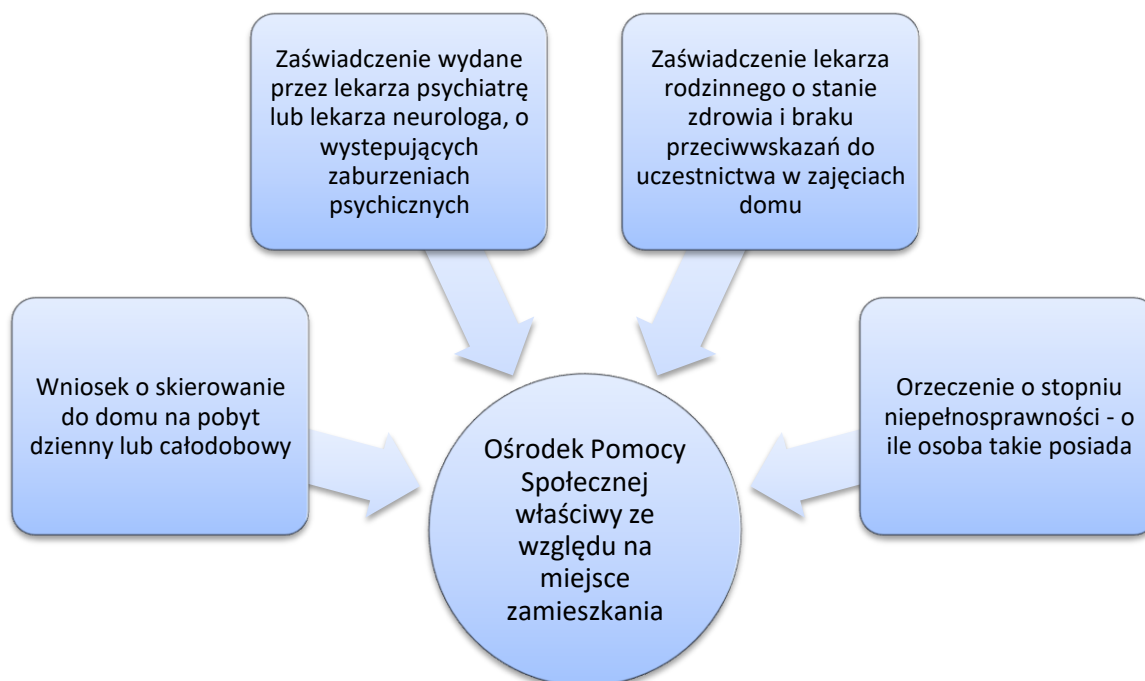 Zaświadczenie wydane
przez lekarza psychiatrę
lub lekarza neurologa, o
wystepujących
zaburzeniach
psychicznych
Zaświadczenie lekarza
rodzinnego o stanie
zdrowia i braku
przeciwwskazań do
uczestnictwa w zajęciach
domu
Wniosek o skierowanie
do domu na pobyt
dzienny lub całodobowy
Ośrodek Pomocy
Społecznej
właściwy ze
względu na
miejsce
zamieszkania
Orzeczenie o stopniu
niepełnosprawności - o
ile osoba takie posiada